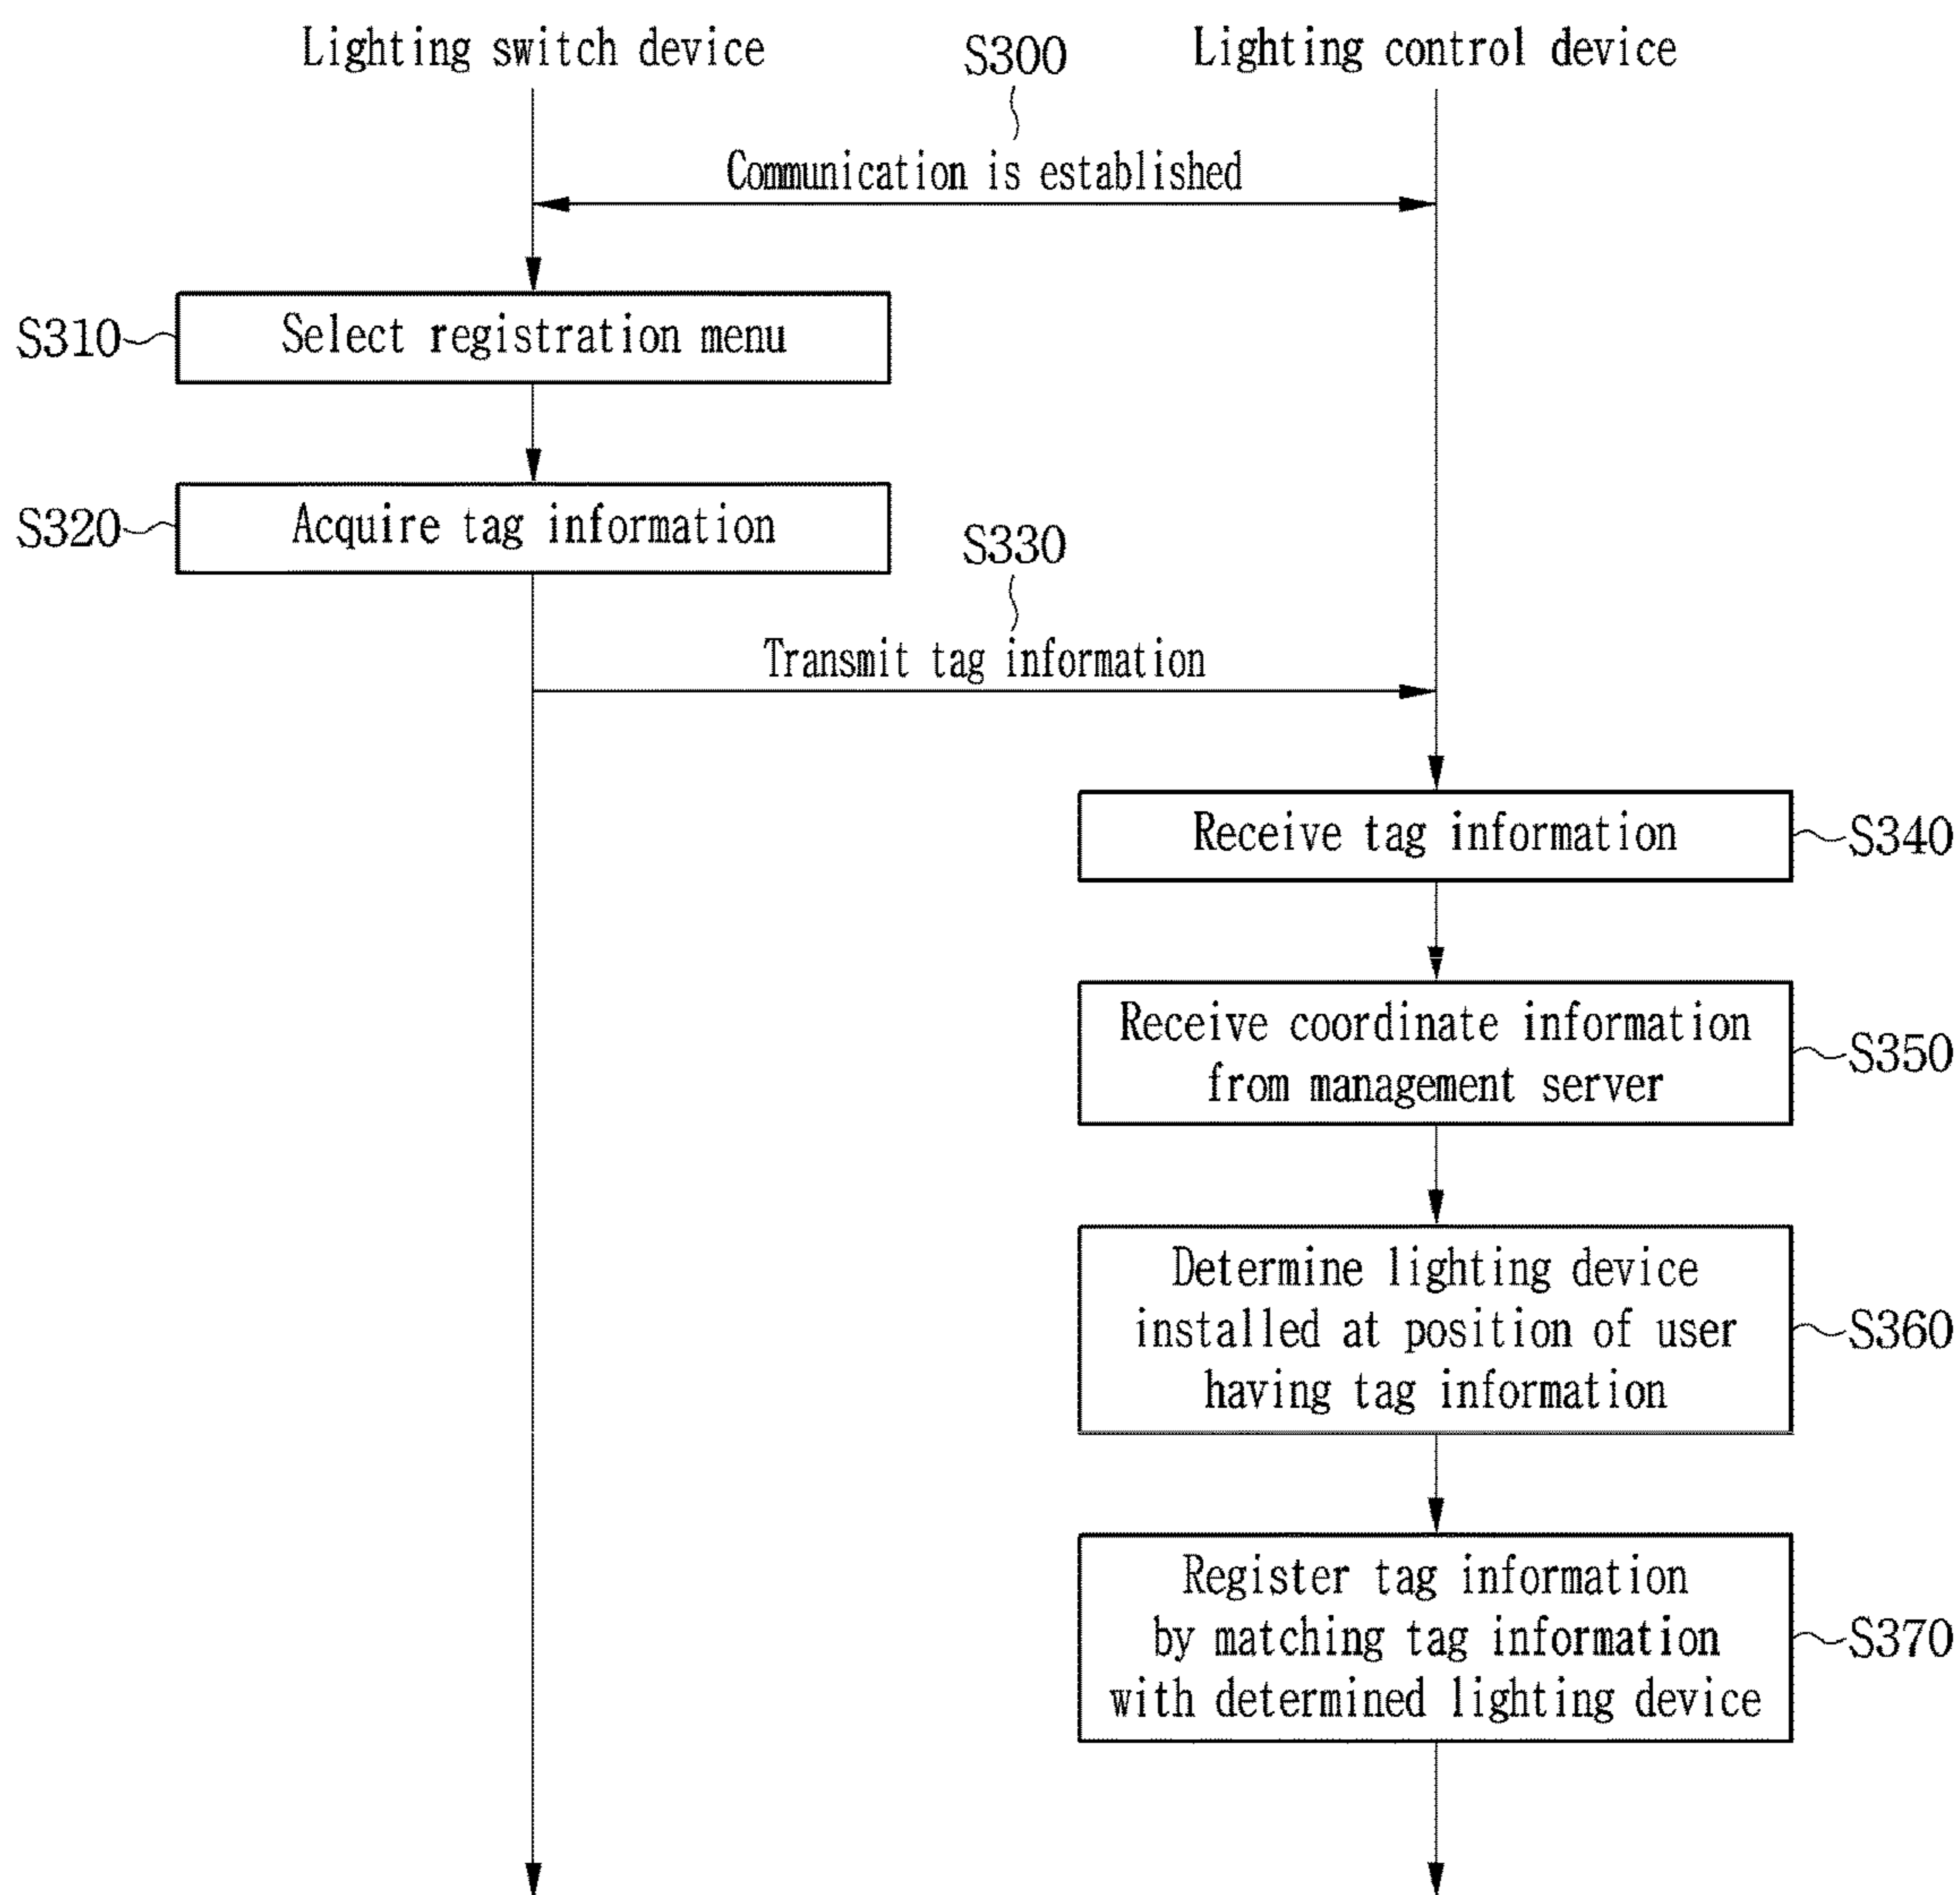 Lighting switch device
S300
Lighting control device
Communication is established
S310
Select registration menu
S320
Acquire tag information
S330
Transmit tag information
Receive tag information
S340
Receive coordinate information
from management server
S350
Determine lighting device
installed at position of user
having tag information
S360
Register tag information
by matching tag information
with determined lighting device
S370